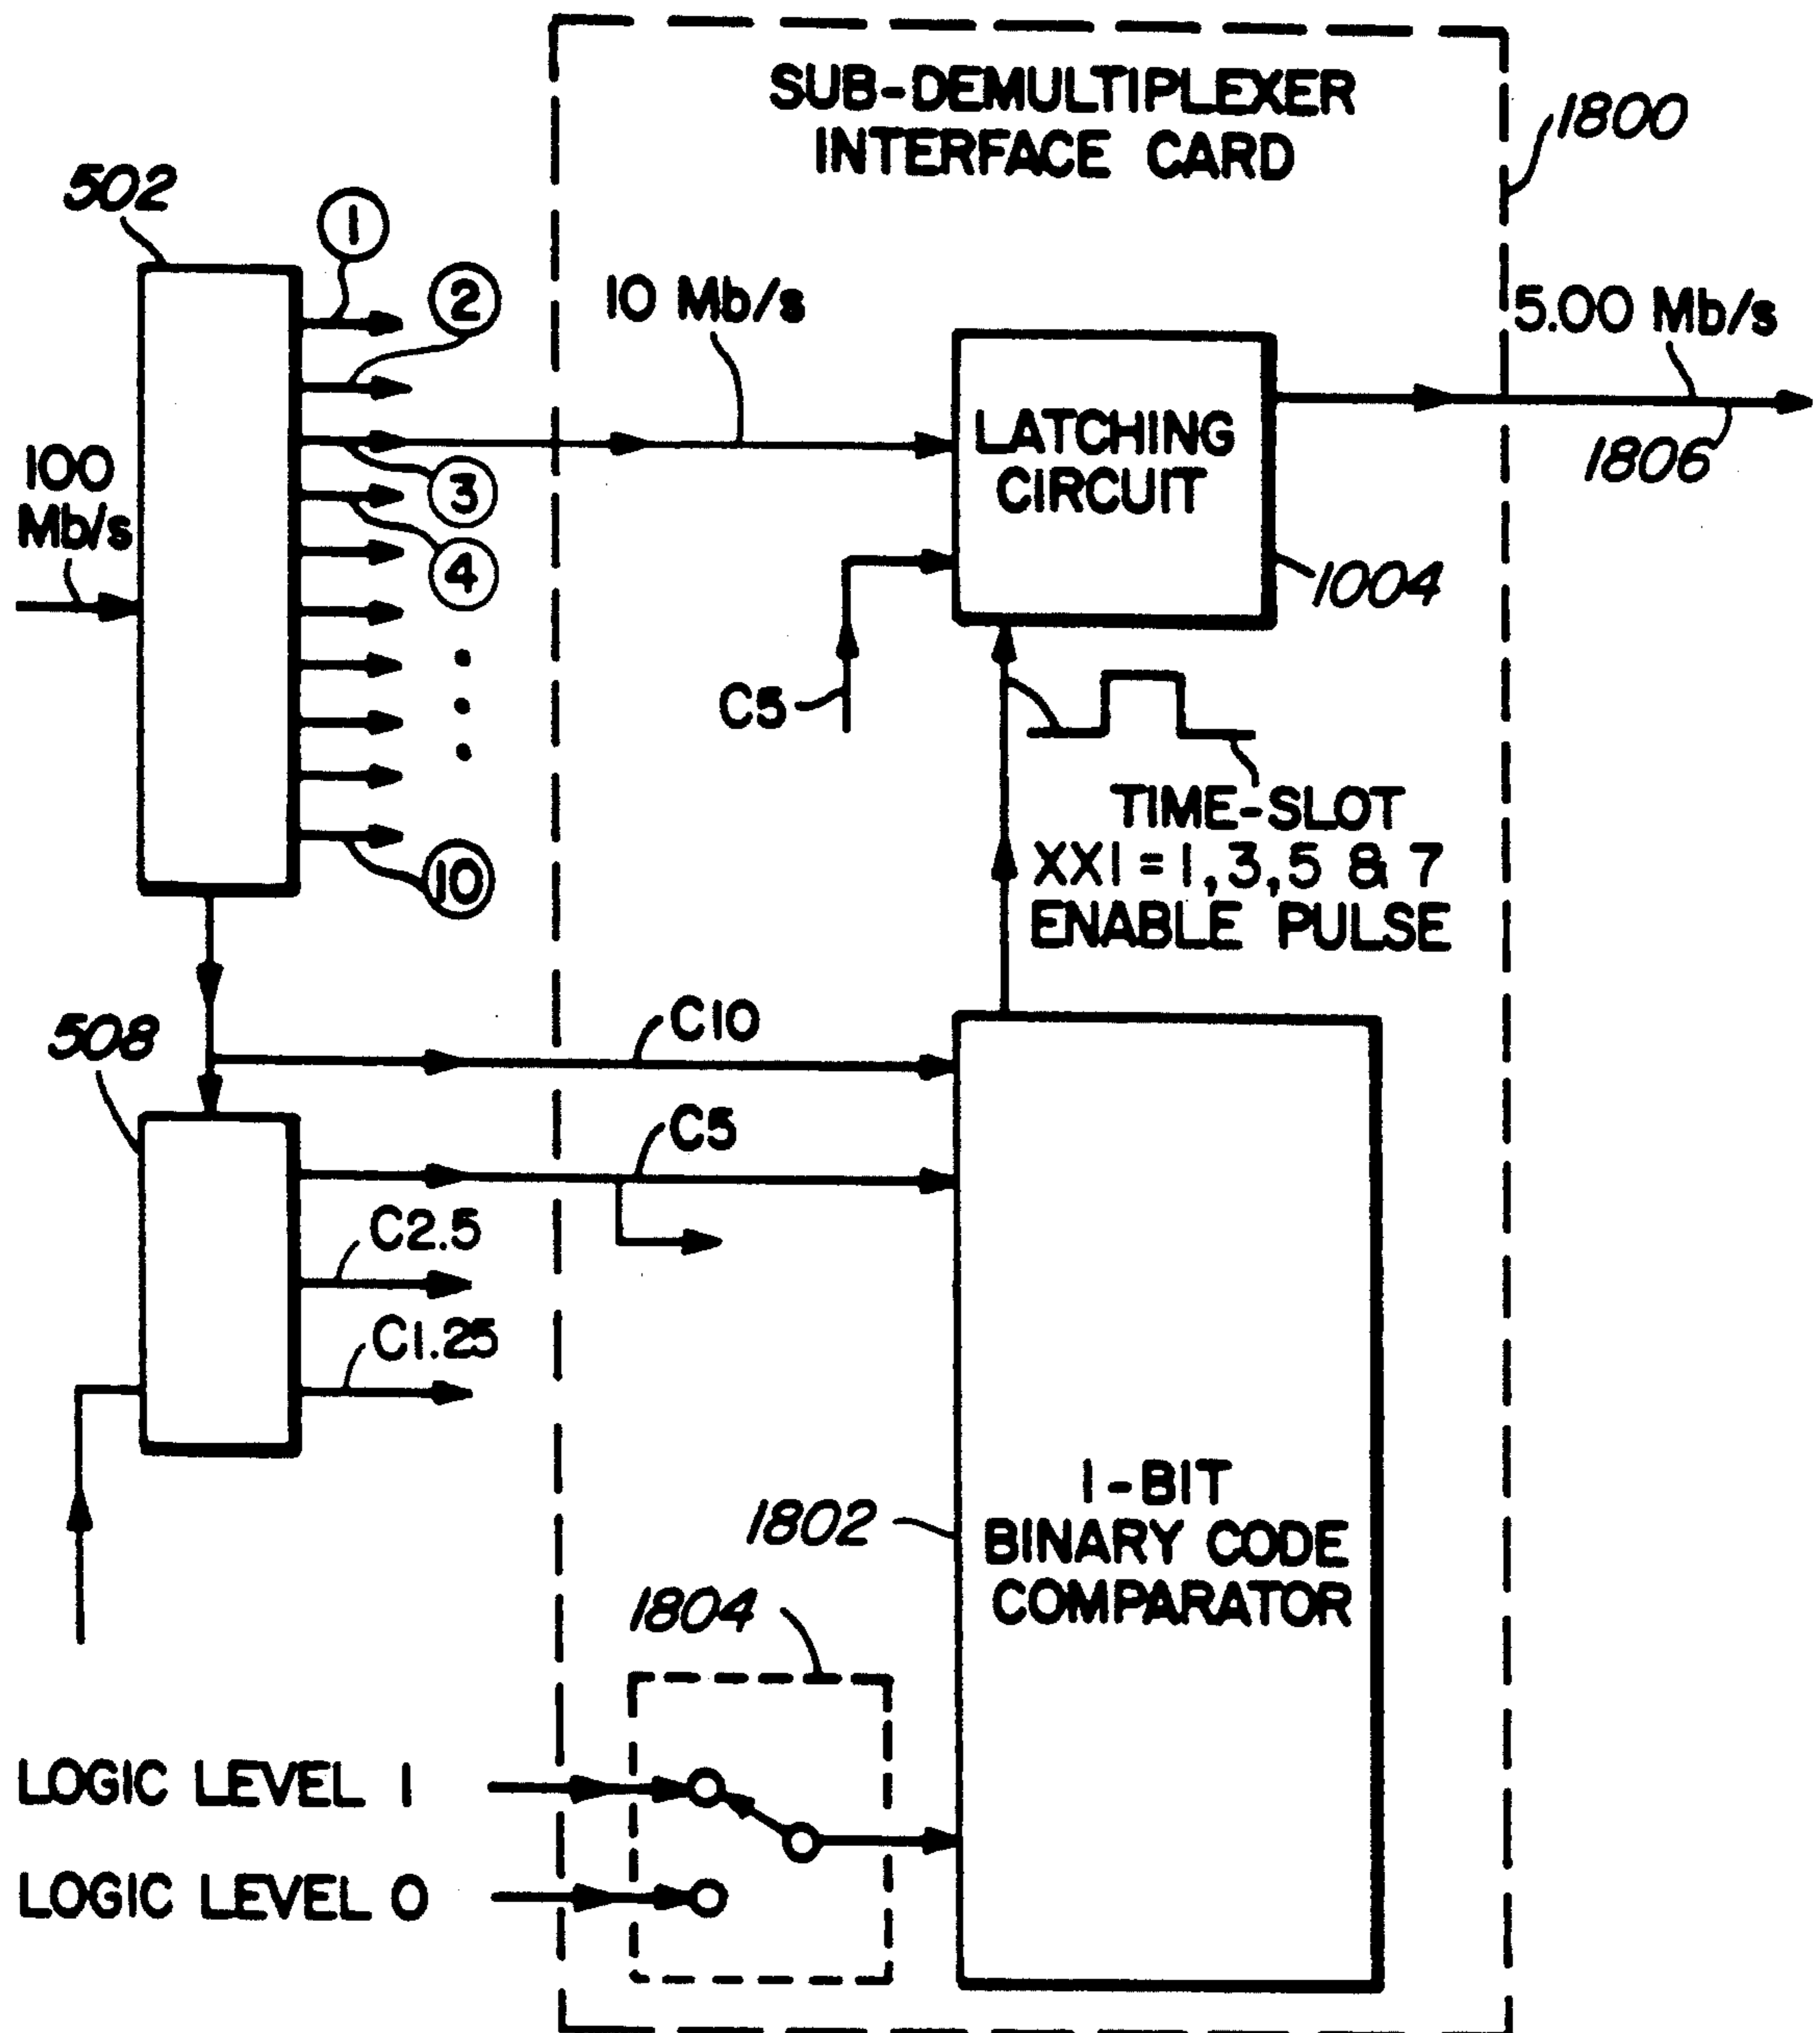 SUB-DEMULTIPLEXER
INTERFACE CARD
1800
502
1
2
10 Mb/s
5.00 Mb/s
LATCHING
CIRCUIT
100
Mb/s
3
1806
4
1004
C5
TIME-SLOT
XX1 = 1, 3, 5 & 7
ENABLE PULSE
10
C10
508
C5
C2.5
C1.25
1-BIT
BINARY CODE
COMPARATOR
1802
1804
LOGIC LEVEL 1
LOGIC LEVEL 0